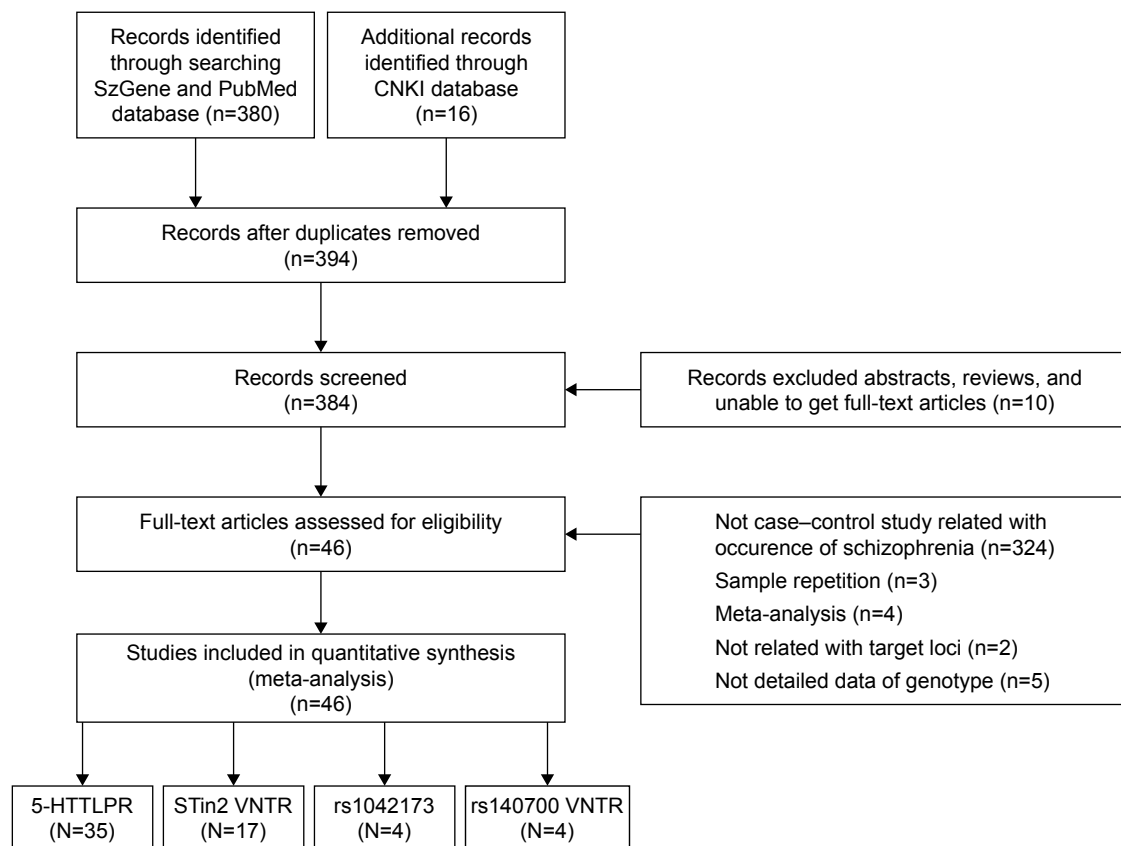 Records identified
through searching
SzGene and PubMed
database (n=380)
Additional records
identified through
CNKI database
(n=16)
Records after duplicates removed
(n=394)
Records screened
(n=384)
Records excluded abstracts, reviews, and
unable to get full-text articles (n=10)
Full-text articles assessed for eligibility
(n=46)
Not case–control study related with
occurence of schizophrenia (n=324)
Sample repetition (n=3)
Meta-analysis (n=4)
Not related with target loci (n=2)
Not detailed data of genotype (n=5)
Studies included in quantitative synthesis
(meta-analysis)
(n=46)
5-HTTLPR
(N=35)
STin2 VNTR
(N=17)
rs1042173
(N=4)
rs140700 VNTR
(N=4)